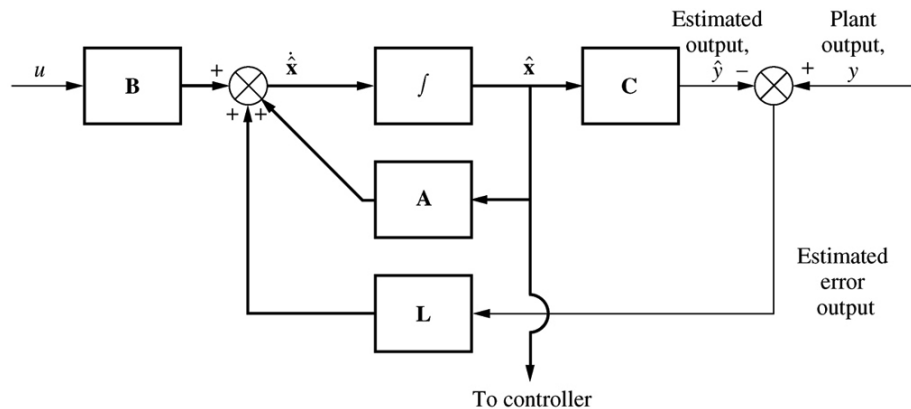 Estimated
output,
ŷ
Plant
output,
y
u
B
+
+
+
x̂̇
∫
x̂
C
−
+
A
L
Estimated
error
output
To controller